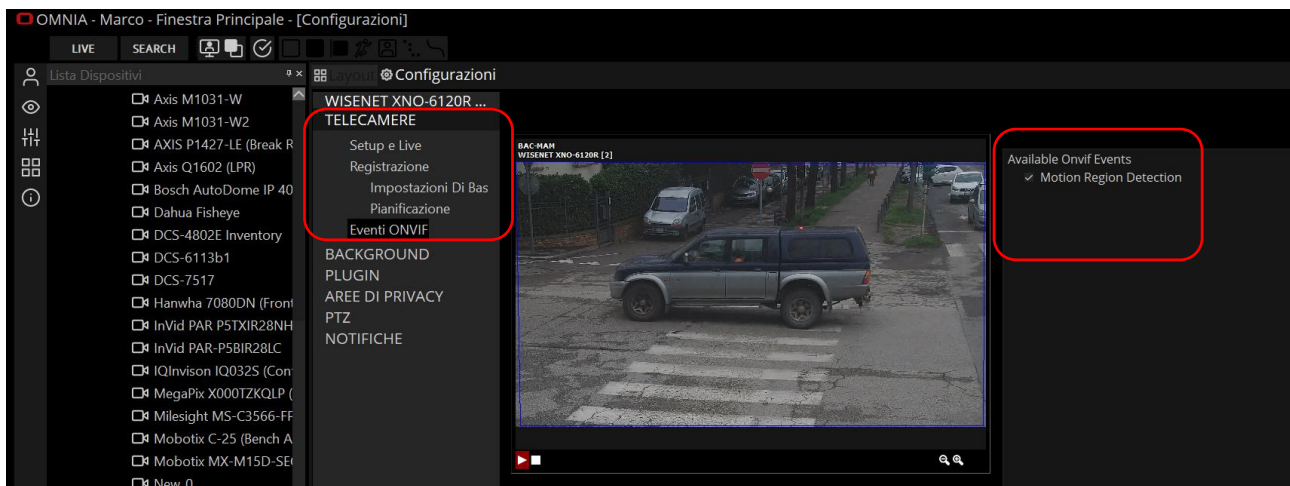 OMNIA - Marco - Finestra Principale - [Configurazioni]
LIVE SEARCH
Lista Dispositivi
Layout Configurazioni
Axis M1031-W
Axis M1031-W2
AXIS P1427-LE (Break R
Axis Q1602 (LPR)
Bosch AutoDome IP 40
Dahua Fisheye
DCS-4802E Inventory
DCS-6113b1
DCS-7517
Hanwha 7080DN (Front
InVid PAR P5TXIR28NH
InVid PAR-P5BIR28LC
IQInvison IQ032S (Con
MegaPix X000TZKQLP (
Milesight MS-C3566-FF
Mobotix C-25 (Bench A
Mobotix MX-M15D-SE
New_0
WISENET XNO-6120R ...
TELECAMERE
Setup e Live
Registrazione
Impostazioni Di Bas
Pianificazione
Eventi ONVIF
BACKGROUND
PLUGIN
AREE DI PRIVACY
PTZ
NOTIFICHE
BAC-MAM
WISENET XNO-6120R [2]
Available Onvif Events
Motion Region Detection